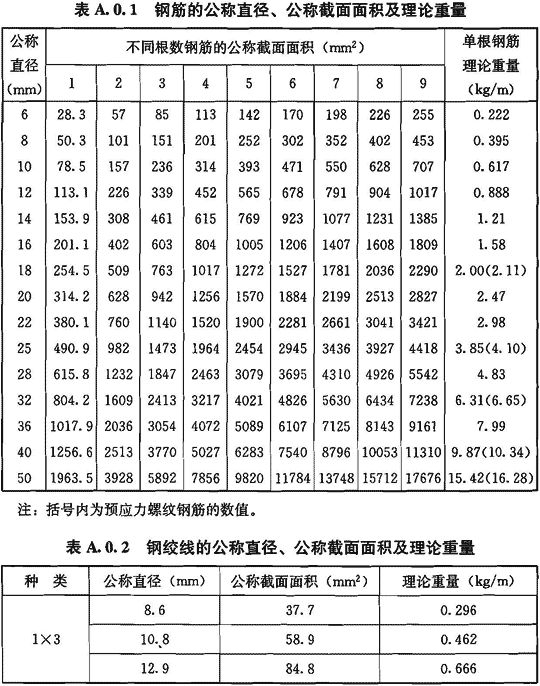 表 A.0.1 钢筋的公称直径、公称截面面积及理论重量
公称直径(mm) 不同根数钢筋的公称截面面积(mm²) 单根钢筋理论重量(kg/m)
1 2 3 4 5 6 7 8 9
6 28.3 57 85 113 142 170 198 226 255 0.222
8 50.3 101 151 201 252 302 352 402 453 0.395
10 78.5 157 236 314 393 471 550 628 707 0.617
12 113.1 226 339 452 565 678 791 904 1017 0.888
14 153.9 308 461 615 769 923 1077 1231 1385 1.21
16 201.1 402 603 804 1005 1206 1407 1608 1809 1.58
18 254.5 509 763 1017 1272 1527 1781 2036 2290 2.00(2.11)
20 314.2 628 942 1256 1570 1884 2199 2513 2827 2.47
22 380.1 760 1140 1520 1900 2281 2661 3041 3421 2.98
25 490.9 982 1473 1964 2454 2945 3436 3927 4418 3.85(4.10)
28 615.8 1232 1847 2463 3079 3695 4310 4926 5542 4.83
32 804.2 1609 2413 3217 4021 4826 5630 6434 7238 6.31(6.65)
36 1017.9 2036 3054 4072 5089 6107 7125 8143 9161 7.99
40 1256.6 2513 3770 5027 6283 7540 8796 10053 11310 9.87(10.34)
50 1963.5 3928 5892 7856 9820 11784 13748 15712 17676 15.42(16.28)
注：括号内为预应力螺纹钢筋的数值。
表 A.0.2 钢绞线的公称直径、公称截面面积及理论重量
种 类 公称直径(mm) 公称截面面积(mm²) 理论重量(kg/m)
1×3 8.6 37.7 0.296
10.8 58.9 0.462
12.9 84.8 0.666